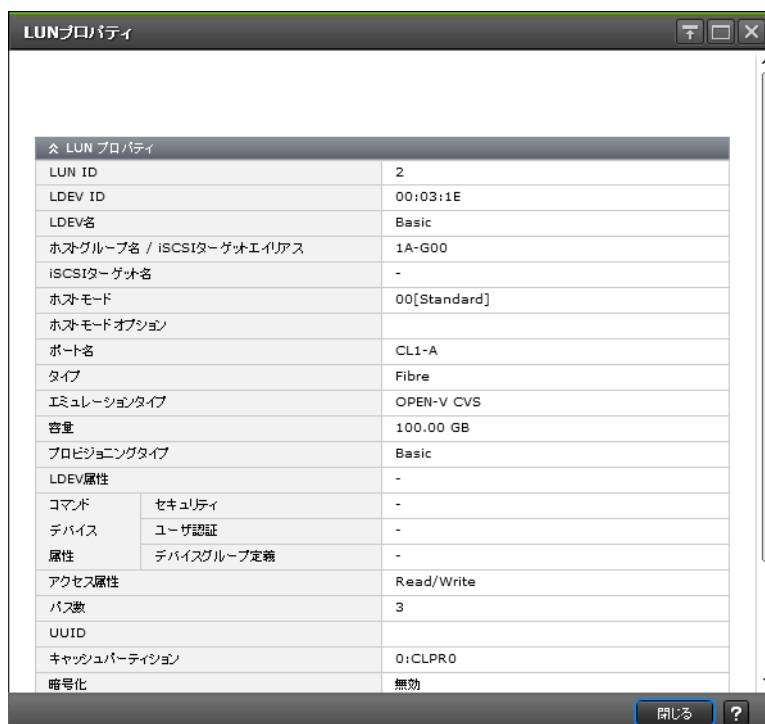 LUNプロパティ
LUN プロパティ
LUN ID 2
LDEV ID 00:03:1E
LDEV名 Basic
ホストグループ名 / iSCSIターゲットエイリアス 1A-G00
iSCSIターゲット名 -
ホストモード 00[Standard]
ホストモードオプション
ポート名 CL1-A
タイプ Fibre
エミュレーションタイプ OPEN-V CVS
容量 100.00 GB
プロビジョニングタイプ Basic
LDEV属性 -
コマンド セキュリティ -
デバイス ユーザ認証 -
属性 デバイスグループ定義 -
アクセス属性 Read/Write
パス数 3
UUID
キャッシュパーティション 0:CLPR0
暗号化 無効
閉じる ?